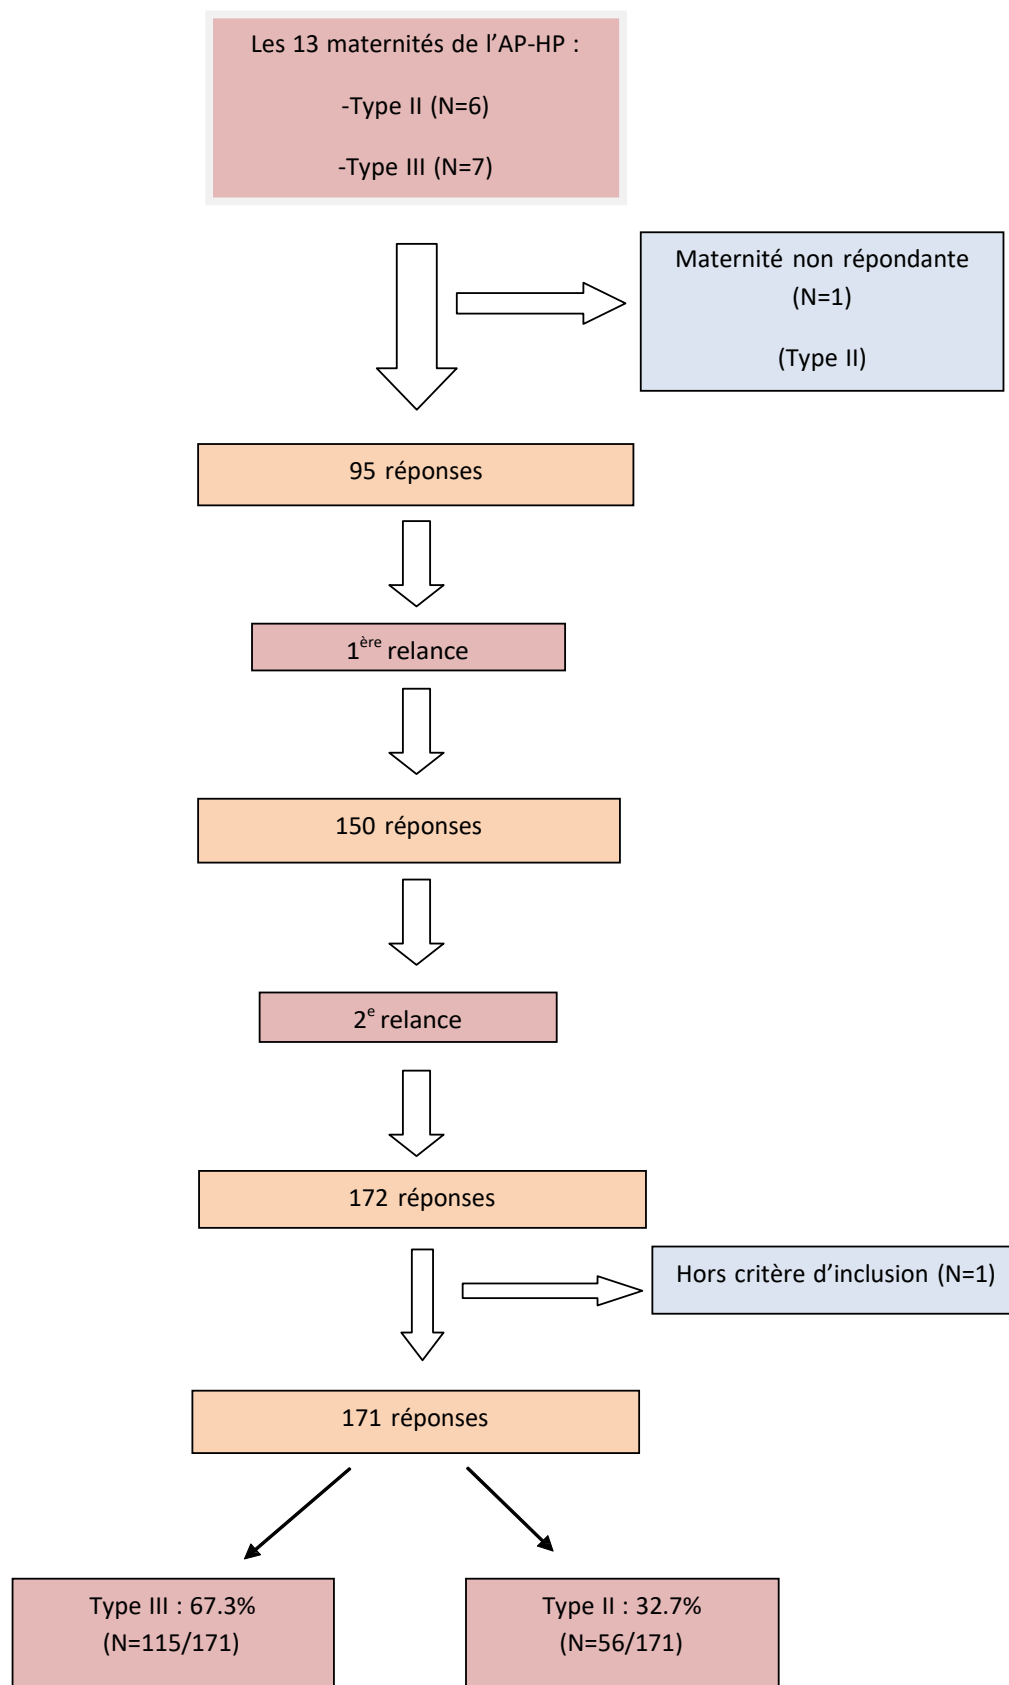 Les 13 maternités de l’AP-HP :
-Type II (N=6)
-Type III (N=7)
Maternité non répondante
(N=1)
(Type II)
95 réponses
1ère relance
150 réponses
2e relance
172 réponses
Hors critère d’inclusion (N=1)
171 réponses
Type III : 67.3%
(N=115/171)
Type II : 32.7%
(N=56/171)